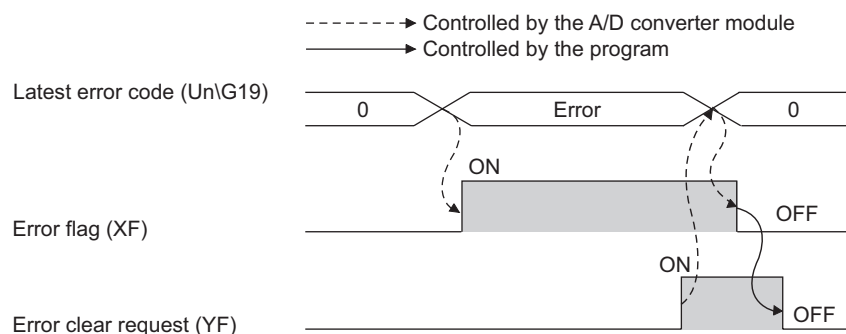 Controlled by the A/D converter module
Controlled by the program
Latest error code (Un\G19)
0 Error 0
ON
Error flag (XF) OFF
ON
Error clear request (YF) OFF